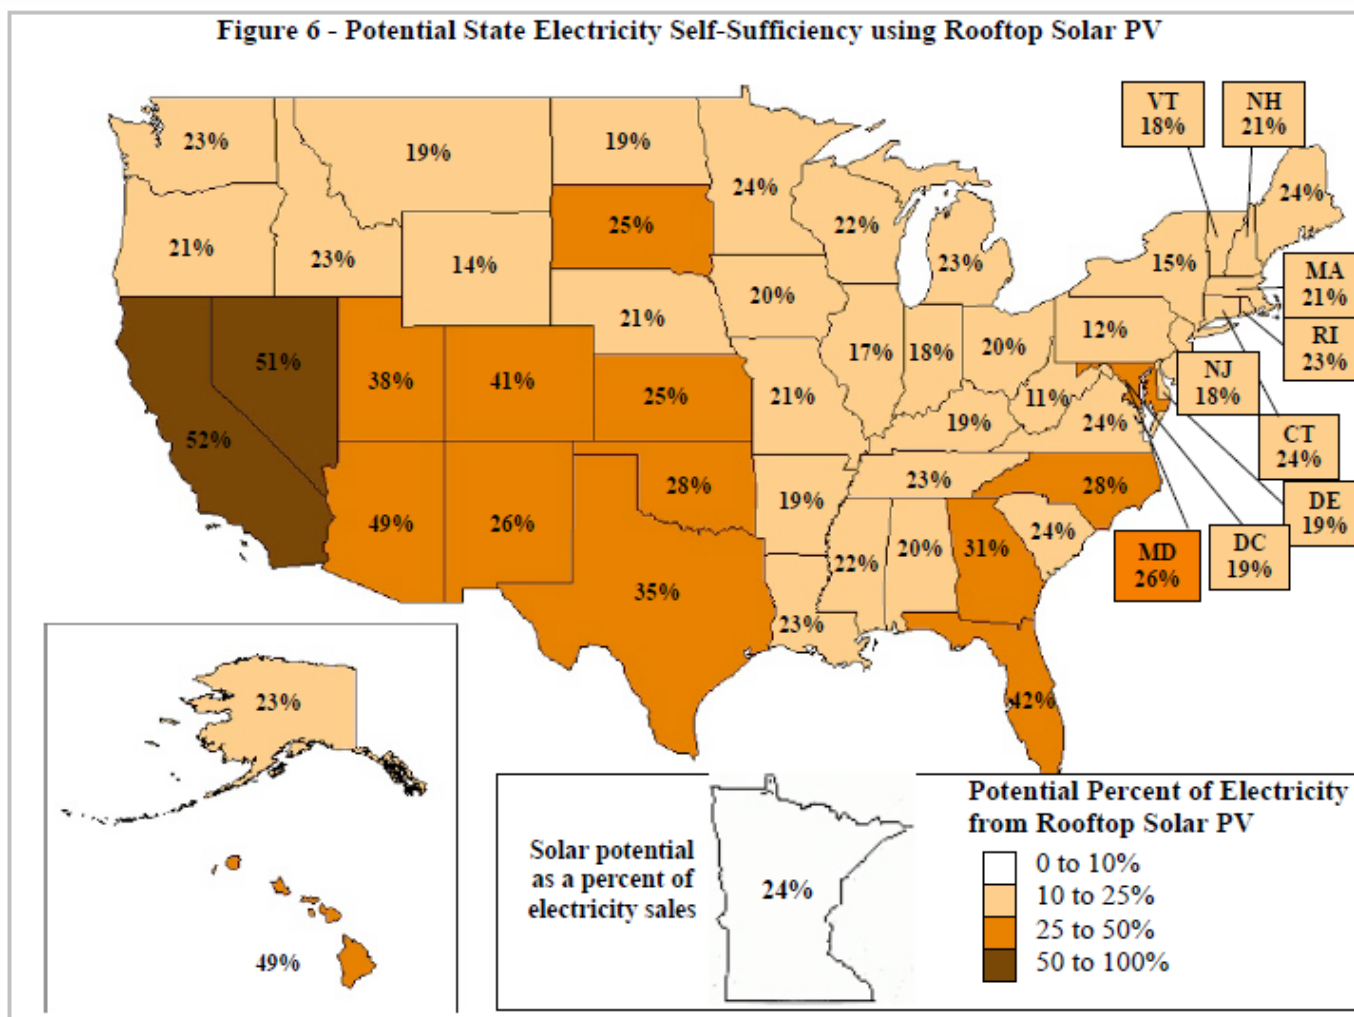 Figure 6 - Potential State Electricity Self-Sufficiency using Rooftop Solar PV
VT
18%
NH
21%
23%
19%
19%
24%
22%
24%
21%
23%
14%
25%
23%
15%
MA
21%
20%
21%
12%
RI
23%
51%
38%
41%
25%
21%
17%
18%
20%
11%
NJ
18%
52%
19%
24%
CT
24%
49%
26%
28%
19%
23%
28%
DE
19%
22%
20%
31%
24%
MD
26%
DC
19%
35%
23%
42%
23%
49%
Solar potential
as a percent of
electricity sales
24%
Potential Percent of Electricity
from Rooftop Solar PV
0 to 10%
10 to 25%
25 to 50%
50 to 100%